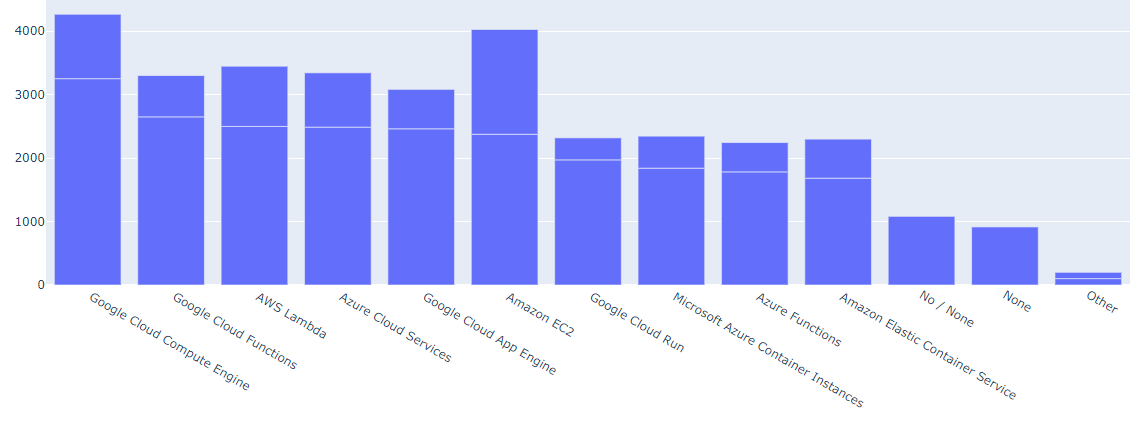 4000
3000
2000
1000
0
Google Cloud Compute Engine
Google Cloud Functions
AWS Lambda
Azure Cloud Services
Google Cloud App Engine
Amazon EC2
Google Cloud Run
Microsoft Azure Container Instances
Azure Functions
Amazon Elastic Container Service
No / None
None
Other